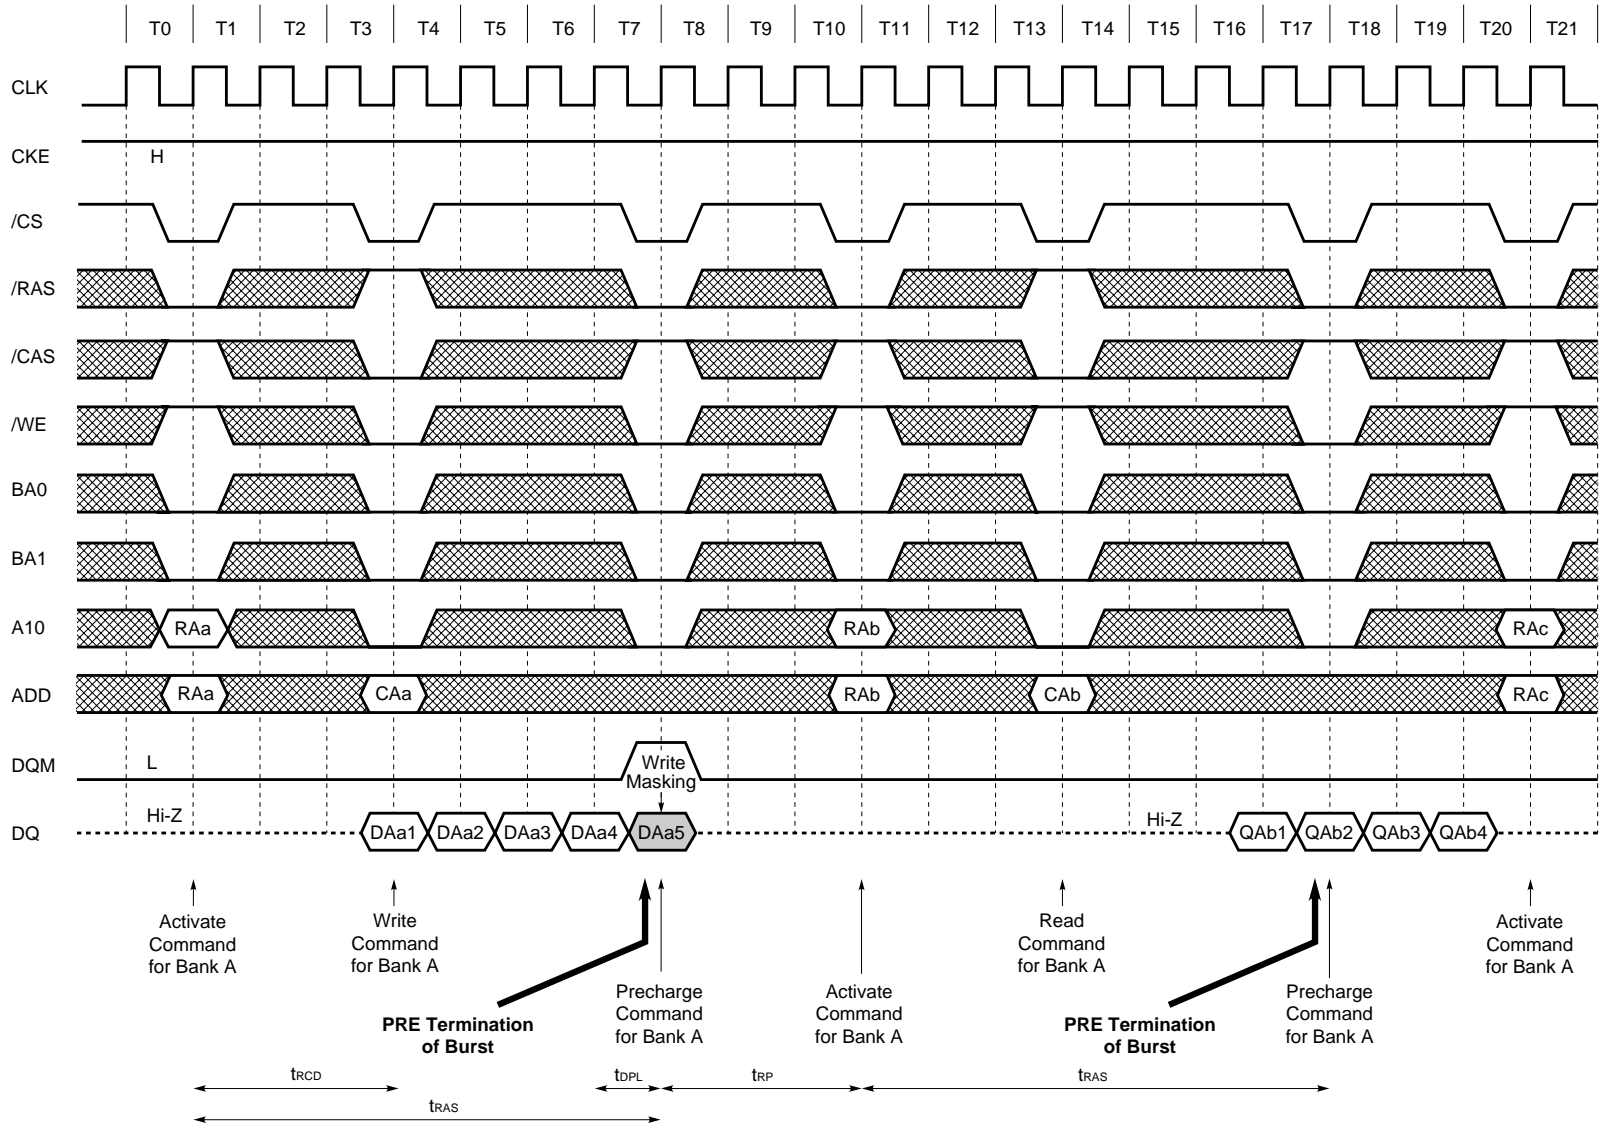 T0 T1 T2 T3 T4 T5 T6 T7 T8 T9 T10 T11 T12 T13 T14 T15 T16 T17 T18 T19 T20 T21
CLK
CKE H
/CS
/RAS
/CAS
/WE
BA0
BA1
A10 RAa RAb RAc
ADD RAa CAa RAb CAb RAc
DQM L Write
Masking
DQ Hi-Z DAa1 DAa2 DAa3 DAa4 DAa5 Hi-Z QAb1 QAb2 QAb3 QAb4
Activate
Command
for Bank A
Write
Command
for Bank A
PRE Termination
of Burst
Precharge
Command
for Bank A
Activate
Command
for Bank A
Read
Command
for Bank A
PRE Termination
of Burst
Precharge
Command
for Bank A
Activate
Command
for Bank A
tRCD tDPL tRP tRAS
tRAS